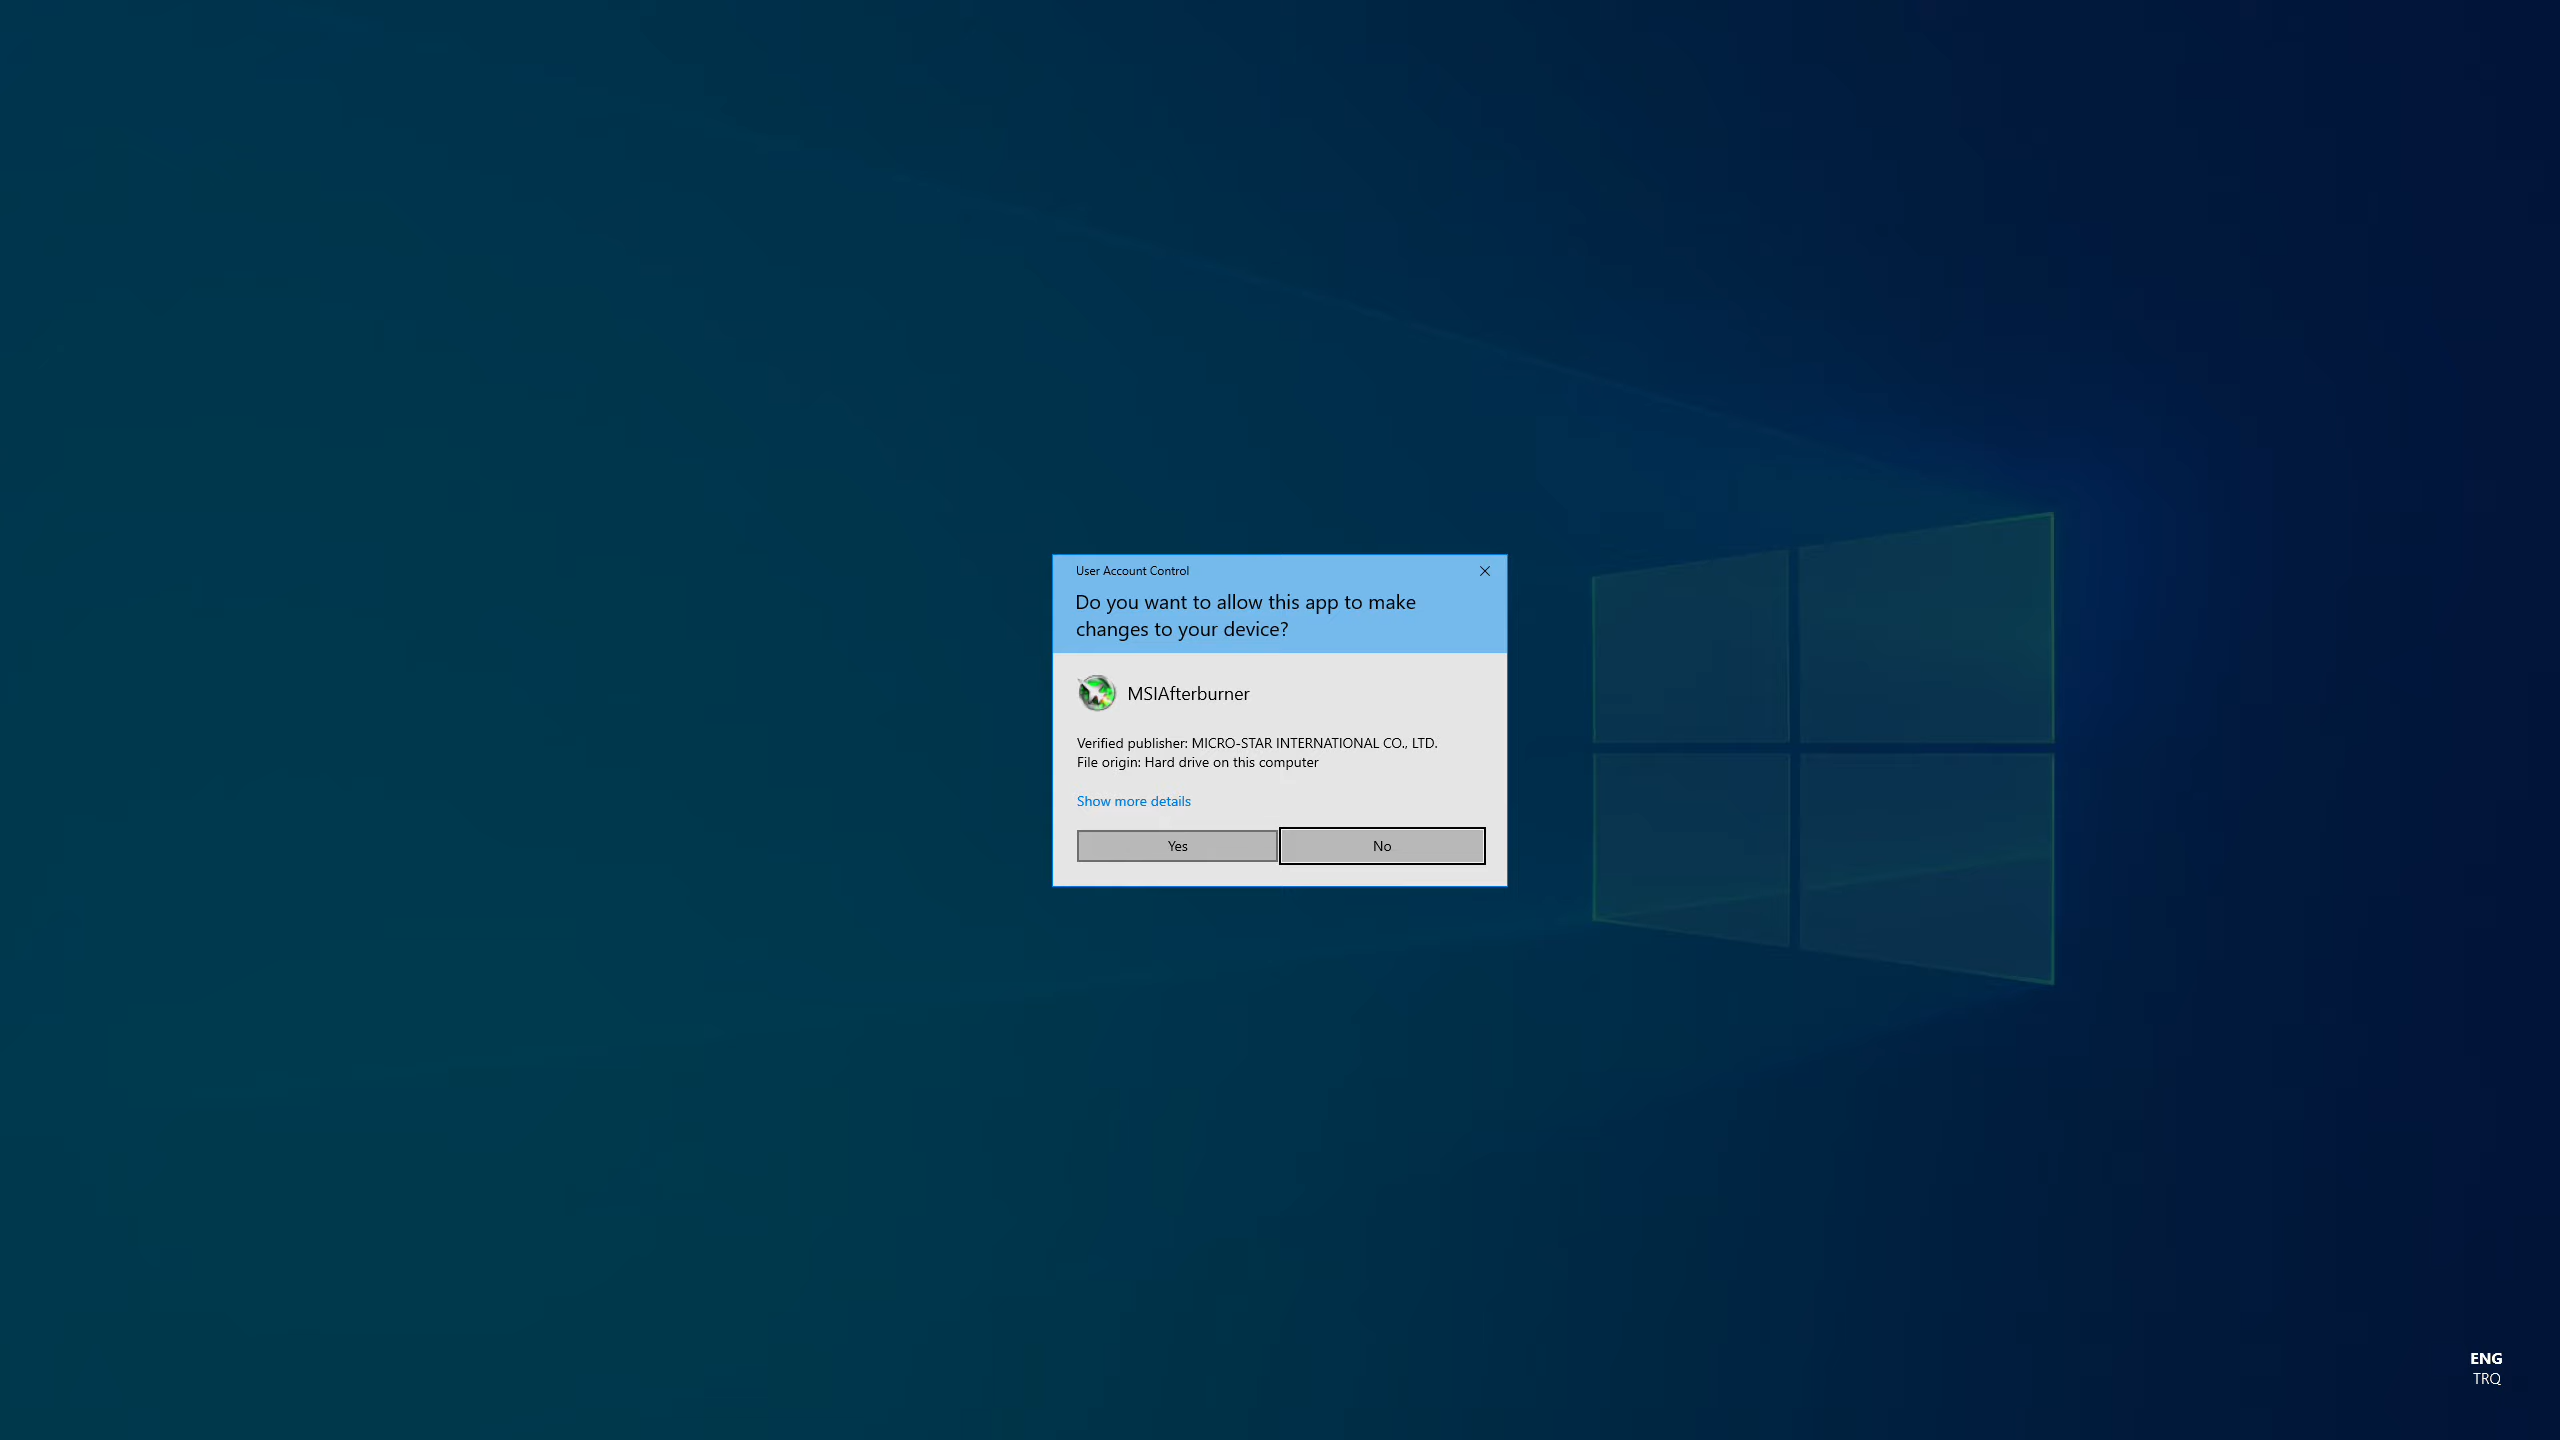 User Account Control
Do you want to allow this app to make
changes to your device?
MSIAfterburner
Verified publisher: MICRO-STAR INTERNATIONAL CO., LTD.
File origin: Hard drive on this computer
Show more details
Yes
No
ENG
TRQ